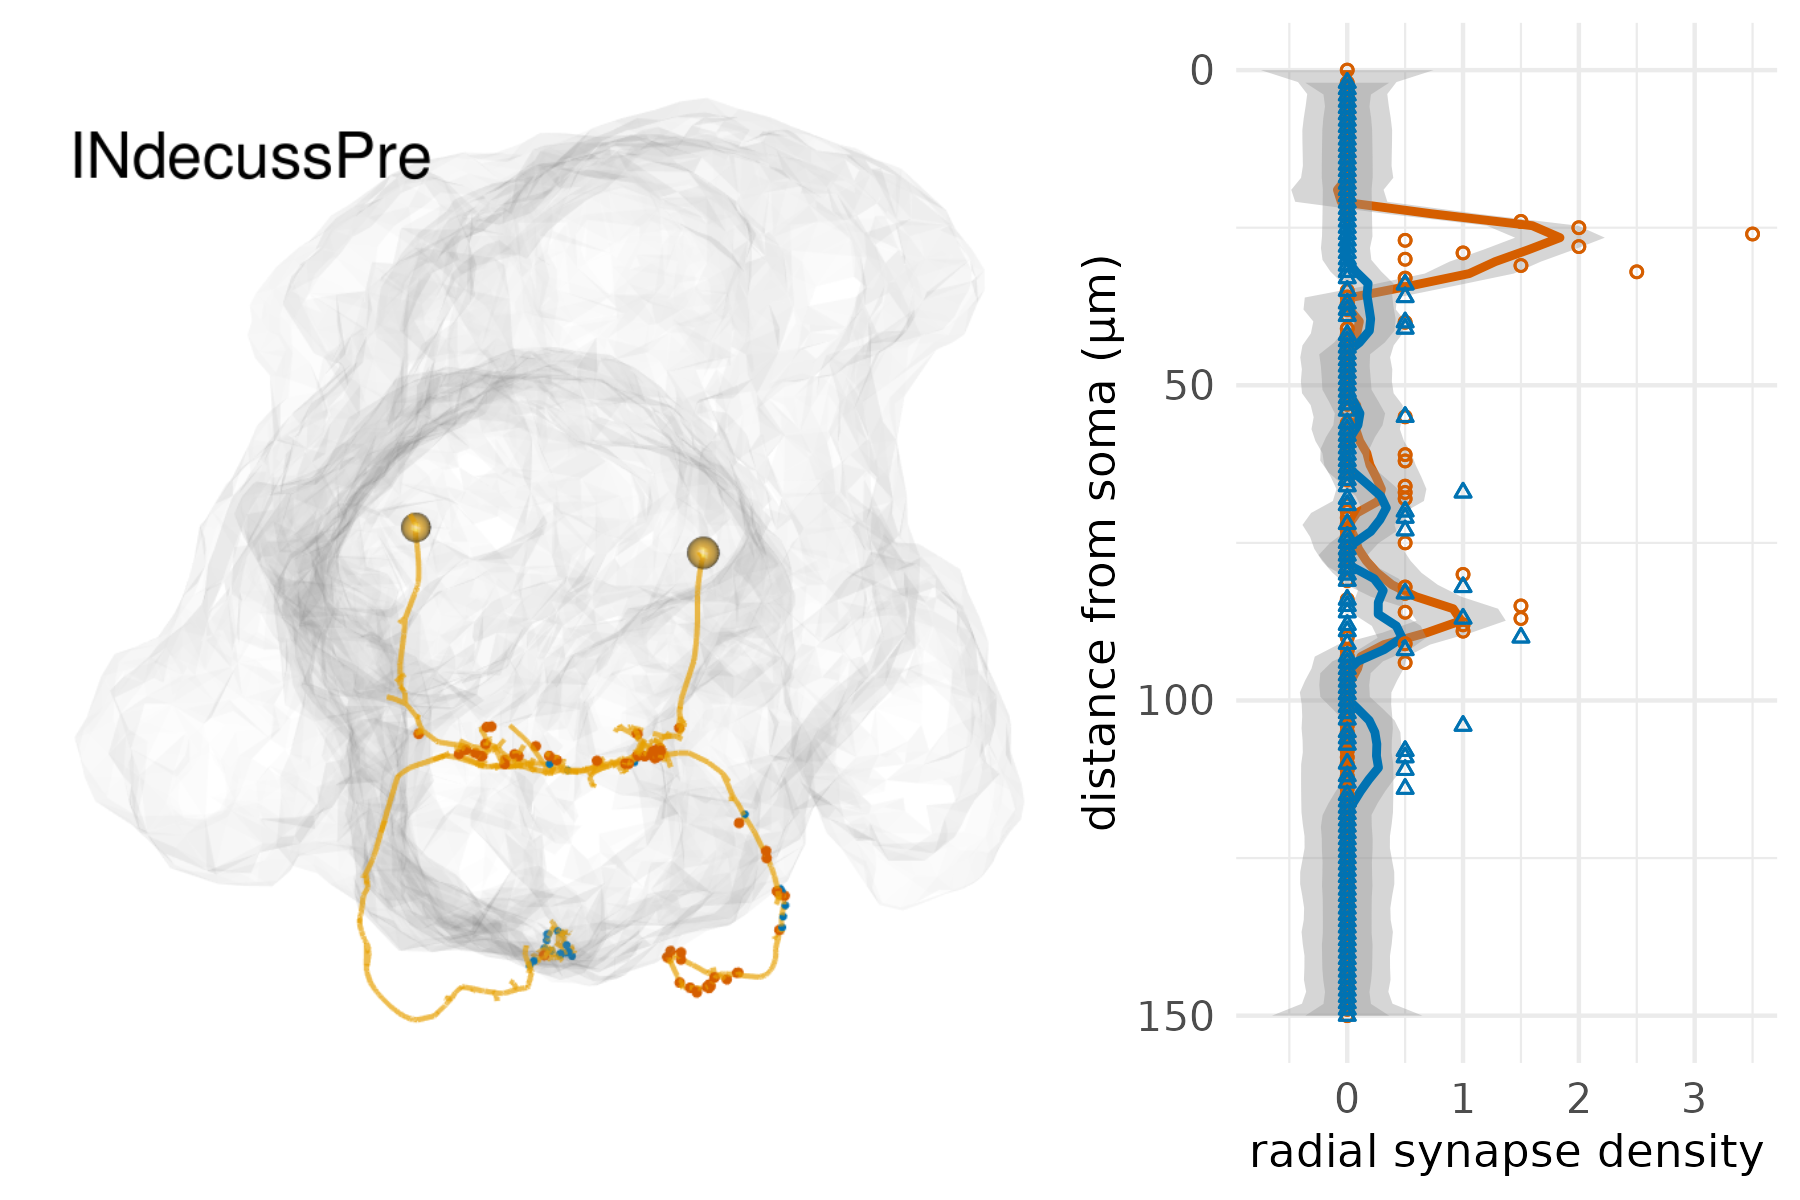 INdecussPre
distance from soma (μm)
0
50
100
150
0 1 2 3
radial synapse density